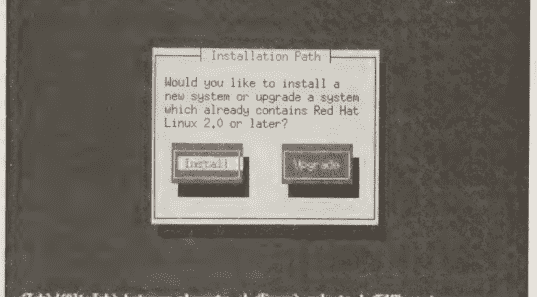 Installation Path
Would you like to install a
new system or upgrade a system
which already contains Red Hat
Linux 2.0 or later?
Install
Upgrade